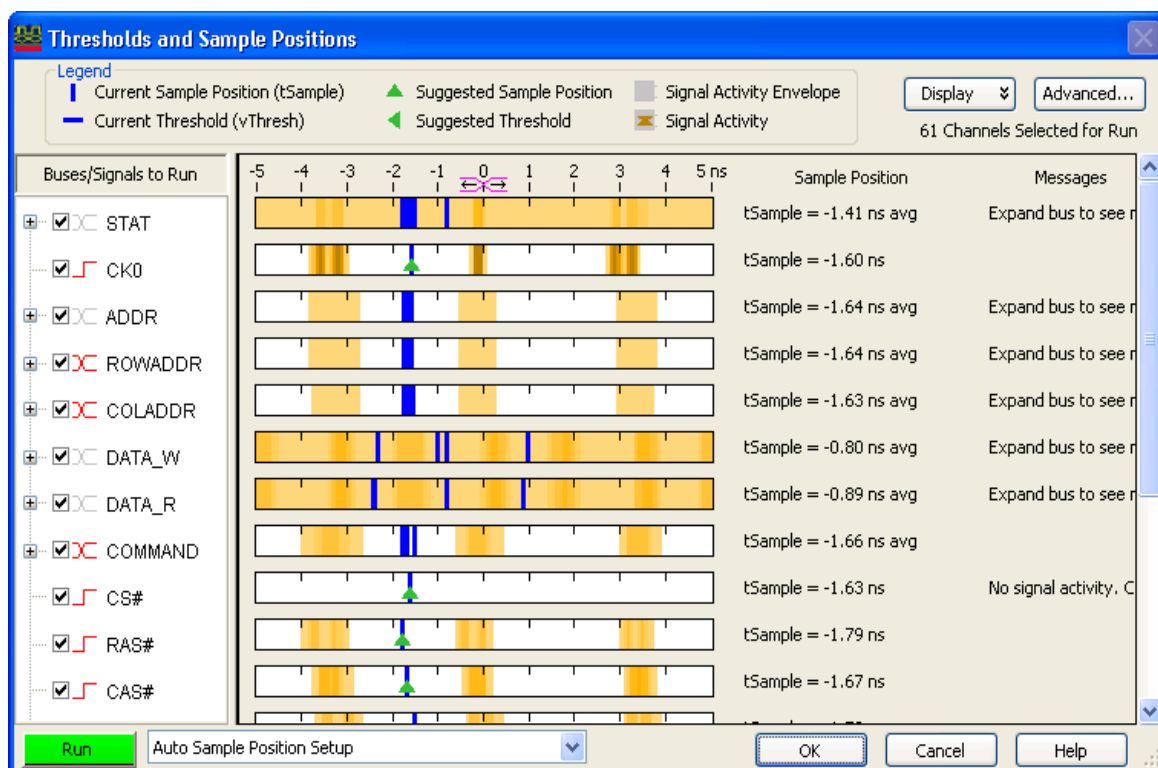 Thresholds and Sample Positions
Legend
Current Sample Position (tSample)
Suggested Sample Position
Signal Activity Envelope
Current Threshold (vThresh)
Suggested Threshold
Signal Activity
Display
Advanced...
61 Channels Selected for Run
Buses/Signals to Run
-5 -4 -3 -2 -1 0 1 2 3 4 5 ns
Sample Position
Messages
STAT
tSample = -1.41 ns avg
Expand bus to see
CK0
tSample = -1.60 ns
ADDR
tSample = -1.64 ns avg
Expand bus to see
ROWADDR
tSample = -1.64 ns avg
Expand bus to see
COLADDR
tSample = -1.63 ns avg
Expand bus to see
DATA_W
tSample = -0.80 ns avg
Expand bus to see
DATA_R
tSample = -0.89 ns avg
Expand bus to see
COMMAND
tSample = -1.66 ns avg
CS#
tSample = -1.63 ns
No signal activity. C
RAS#
tSample = -1.79 ns
CAS#
tSample = -1.67 ns
Run
Auto Sample Position Setup
OK
Cancel
Help